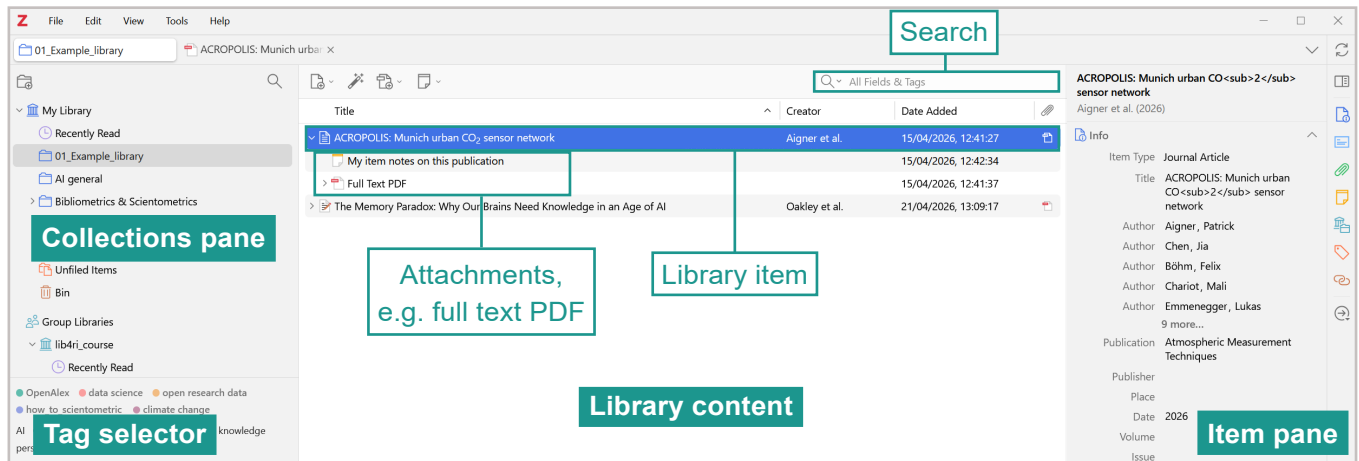 Z File Edit View Tools Help
01_Example_library
ACROPOLIS: Munich urban
Search
All Fields & Tags
My Library
Recently Read
01_Example_library
AI general
Bibliometrics & Scientometrics
Collections pane
Unfiled Items
Bin
Group Libraries
lib4ri_course
Recently Read
OpenAlex data science open research data
how_to_scientometric climate change
AI knowledge
Tag selector
Title Creator Date Added
ACROPOLIS: Munich urban CO₂ sensor network Aigner et al. 15/04/2026, 12:41:27
My item notes on this publication 15/04/2026, 12:42:34
Full Text PDF 15/04/2026, 12:41:37
The Memory Paradox: Why Our Brains Need Knowledge in an Age of AI Oakley et al. 21/04/2026, 13:09:17
Attachments,
e.g. full text PDF
Library item
Library content
ACROPOLIS: Munich urban CO<sub>2</sub>
sensor network
Aigner et al. (2026)
Info
Item Type Journal Article
Title ACROPOLIS: Munich urban
CO<sub>2</sub> sensor
network
Author Aigner, Patrick
Author Chen, Jia
Author Böhm, Felix
Author Chariot, Mali
Author Emmenegger, Lukas
9 more...
Publication Atmospheric Measurement
Techniques
Publisher
Place
Date 2026
Volume
Issue
Item pane